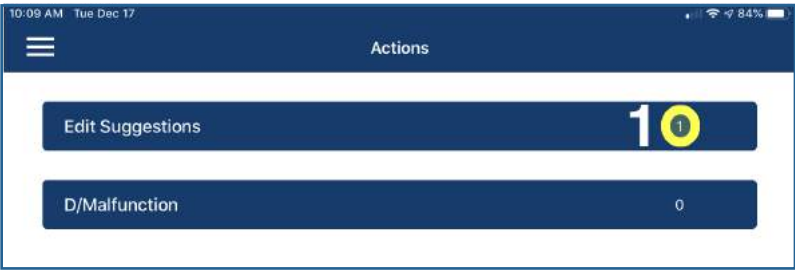 10:09 AM Tue Dec 17 84%
Actions
Edit Suggestions 1 1
D/Malfunction 0